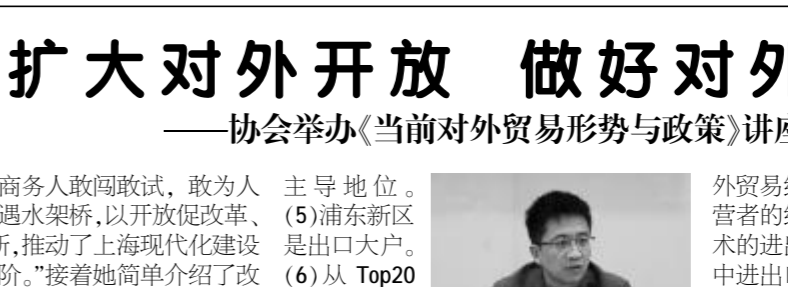 扩大对外开放 做好对外
——协会举办《当前对外贸易形势与政策》讲座
商务人敢闯敢试，敢为人
遇水架桥，以开放促改革、
新，推动了上海现代化建设
阶。”接着她简单介绍了改
主导地位。
(5)浦东新区
是出口大户。
(6)从 Top20
外贸易经
营者的经
术的进出
中进出口